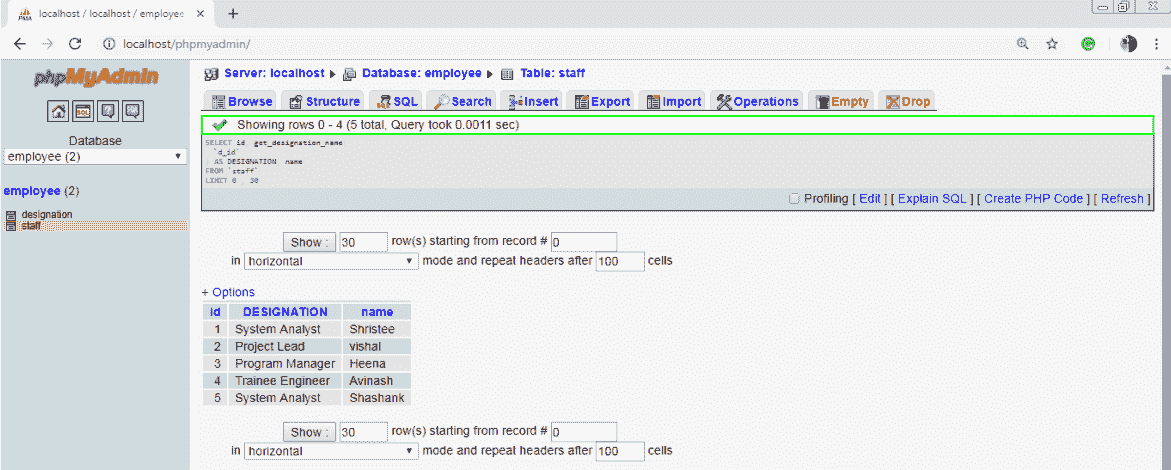 localhost / localhost / employee
localhost/phpmyadmin/
phpMyAdmin
Server: localhost Database: employee Table: staff
Browse Structure SQL Search Insert Export Import Operations Empty Drop
SQL
Showing rows 0 - 4 (5 total, Query took 0.0011 sec)
SELECT id, get_designation_name
`d_id`
AS DESIGNATION, name
FROM `staff`
LIMIT 0 , 30
Profiling [ Edit ] [ Explain SQL ] [ Create PHP Code ] [ Refresh ]
Database
employee (2)
employee (2)
designation
staff
Show : 30 row(s) starting from record # 0
in horizontal mode and repeat headers after 100 cells
+ Options
id DESIGNATION name
1 System Analyst Shristee
2 Project Lead vishal
3 Program Manager Heena
4 Trainee Engineer Avinash
5 System Analyst Shashank
Show : 30 row(s) starting from record # 0
in horizontal mode and repeat headers after 100 cells